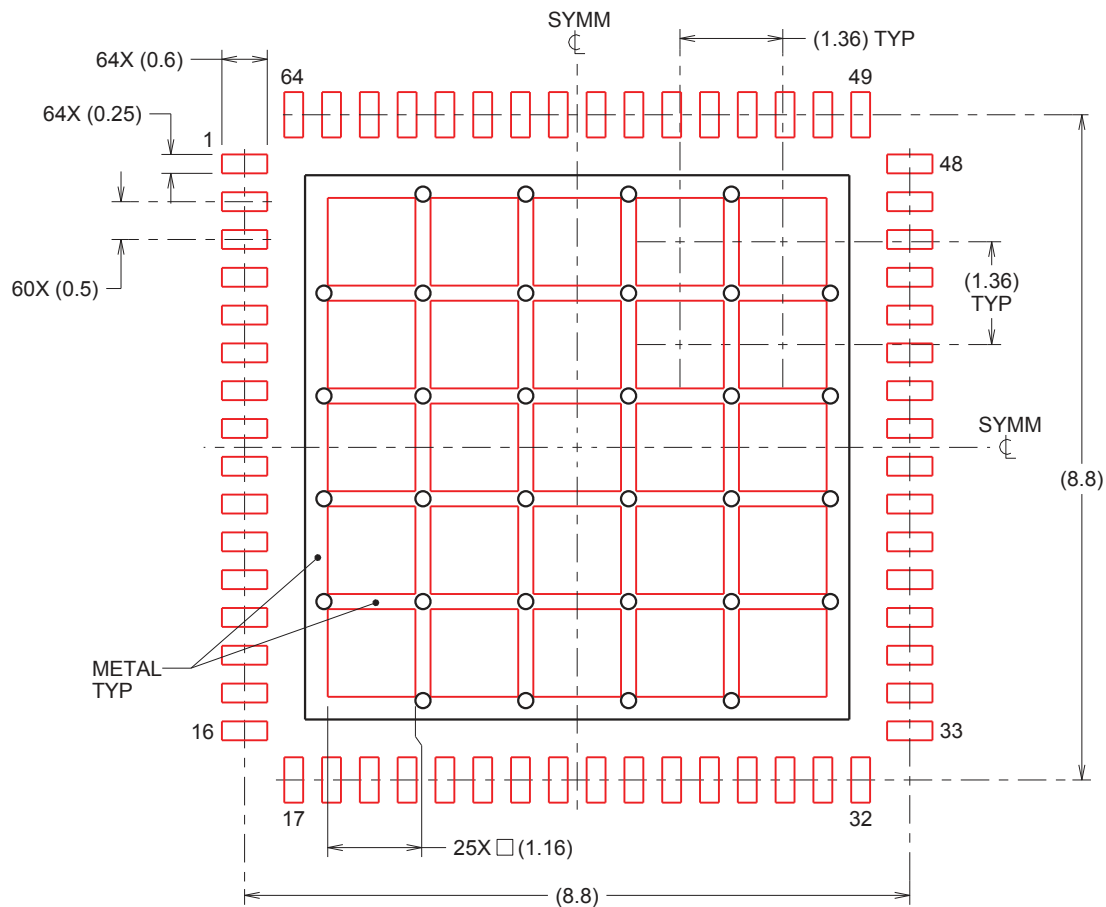 SYMM
℄
(1.36) TYP
64X (0.6)
64
49
64X (0.25)
1
48
60X (0.5)
(1.36)
TYP
SYMM
℄
(8.8)
METAL
TYP
16
33
17
32
25X □ (1.16)
(8.8)